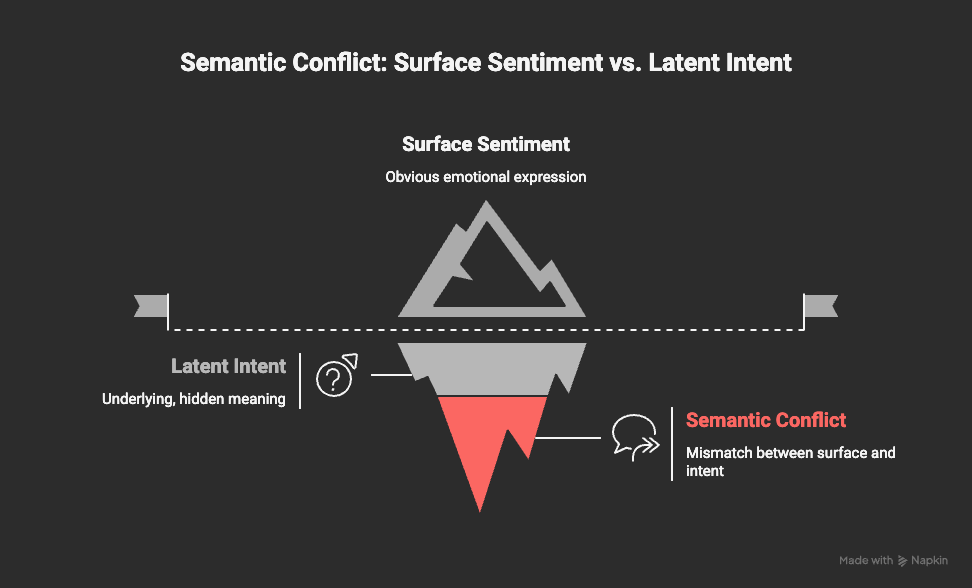 Semantic Conflict: Surface Sentiment vs. Latent Intent
Surface Sentiment
Obvious emotional expression
Latent Intent
Underlying, hidden meaning
?
Semantic Conflict
Mismatch between surface and
intent
Made with Napkin